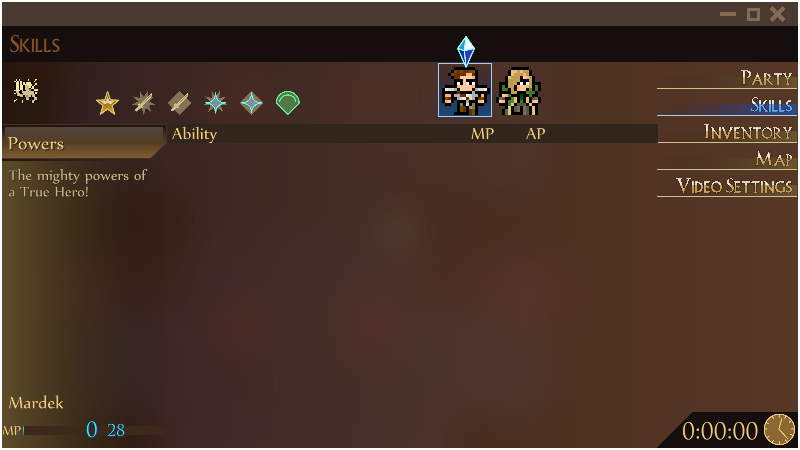 Skills
Party
Skills
Inventory
Map
Video Settings
Ability MP AP
Powers
The mighty powers of
a True Hero!
Mardek
MP 0 28
0:00:00